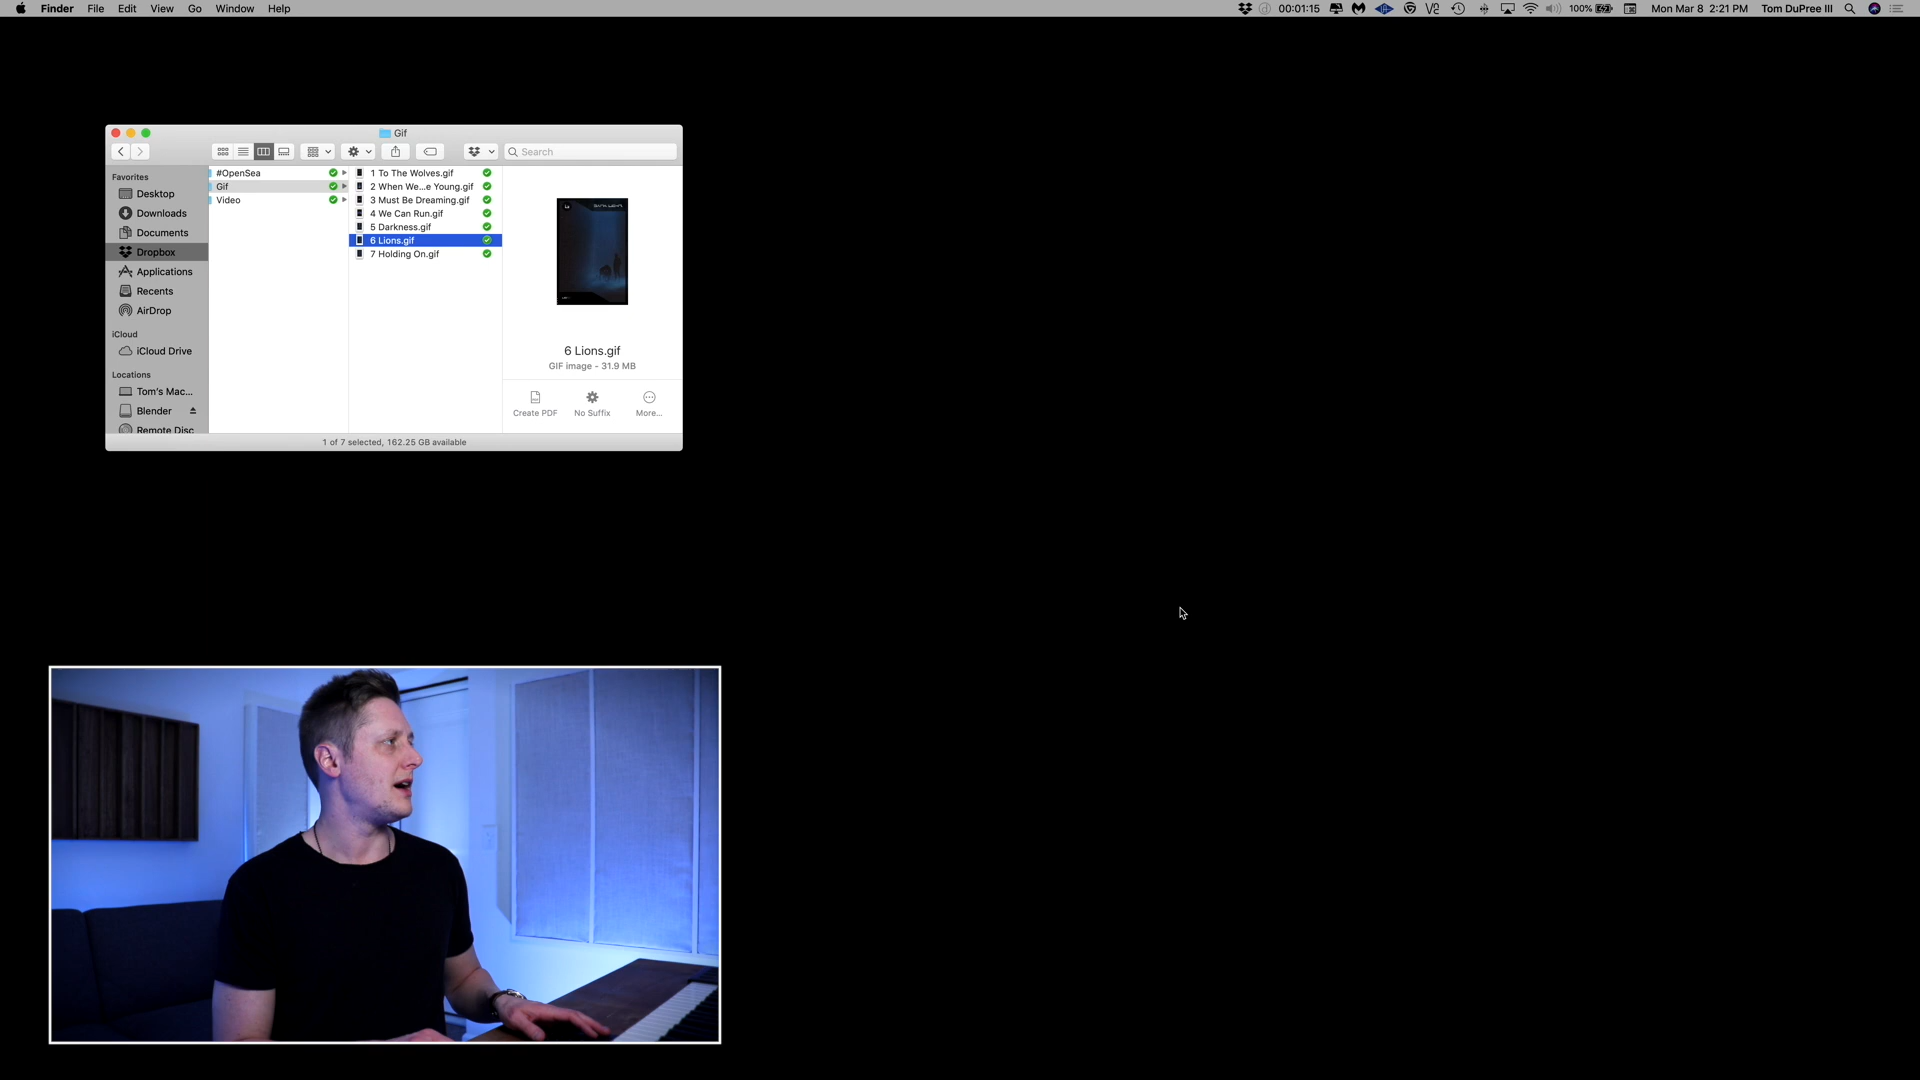 Finder File Edit View Go Window Help
00:01:15 100% Mon Mar 8 2:21 PM Tom DuPree III
Gif
Search
Favorites
Desktop
Downloads
Documents
Dropbox
Applications
Recents
AirDrop
iCloud
iCloud Drive
Locations
Tom's Mac...
Blender
Remote Disc
#OpenSea
Gif
Video
1 To The Wolves.gif
2 When We...e Young.gif
3 Must Be Dreaming.gif
4 We Can Run.gif
5 Darkness.gif
6 Lions.gif
7 Holding On.gif
6 Lions.gif
GIF image - 31.9 MB
Create PDF
No Suffix
More...
1 of 7 selected, 162.25 GB available